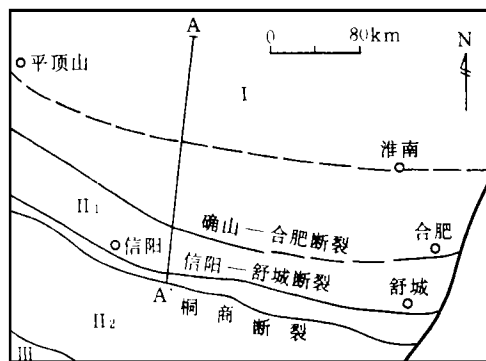 A
0 80km
N
平顶山
I
淮南
II₁
确山—合肥断裂
合肥
信阳
信阳—舒城断裂
舒城
A'
桐商断裂
II₂
III